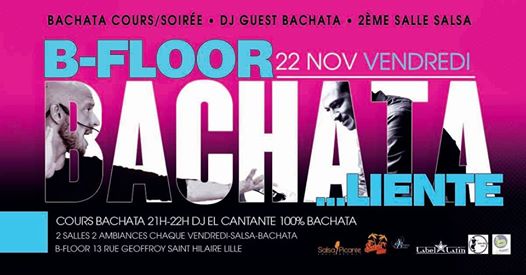 BACHATA COURS/SOIRÉE • DJ GUEST BACHATA • 2ÈME SALLE SALSA
B-FLOOR 22 NOV VENDREDI
BACHATA
...LIENTE
COURS BACHATA 21H-22H DJ EL CANTANTE 100% BACHATA
2 SALLES 2 AMBIANCES CHAQUE VENDREDI-SALSA-BACHATA
B-FLOOR 13 RUE GEOFFROY SAINT HILAIRE LILLE
Salsa Picante
Label Latin